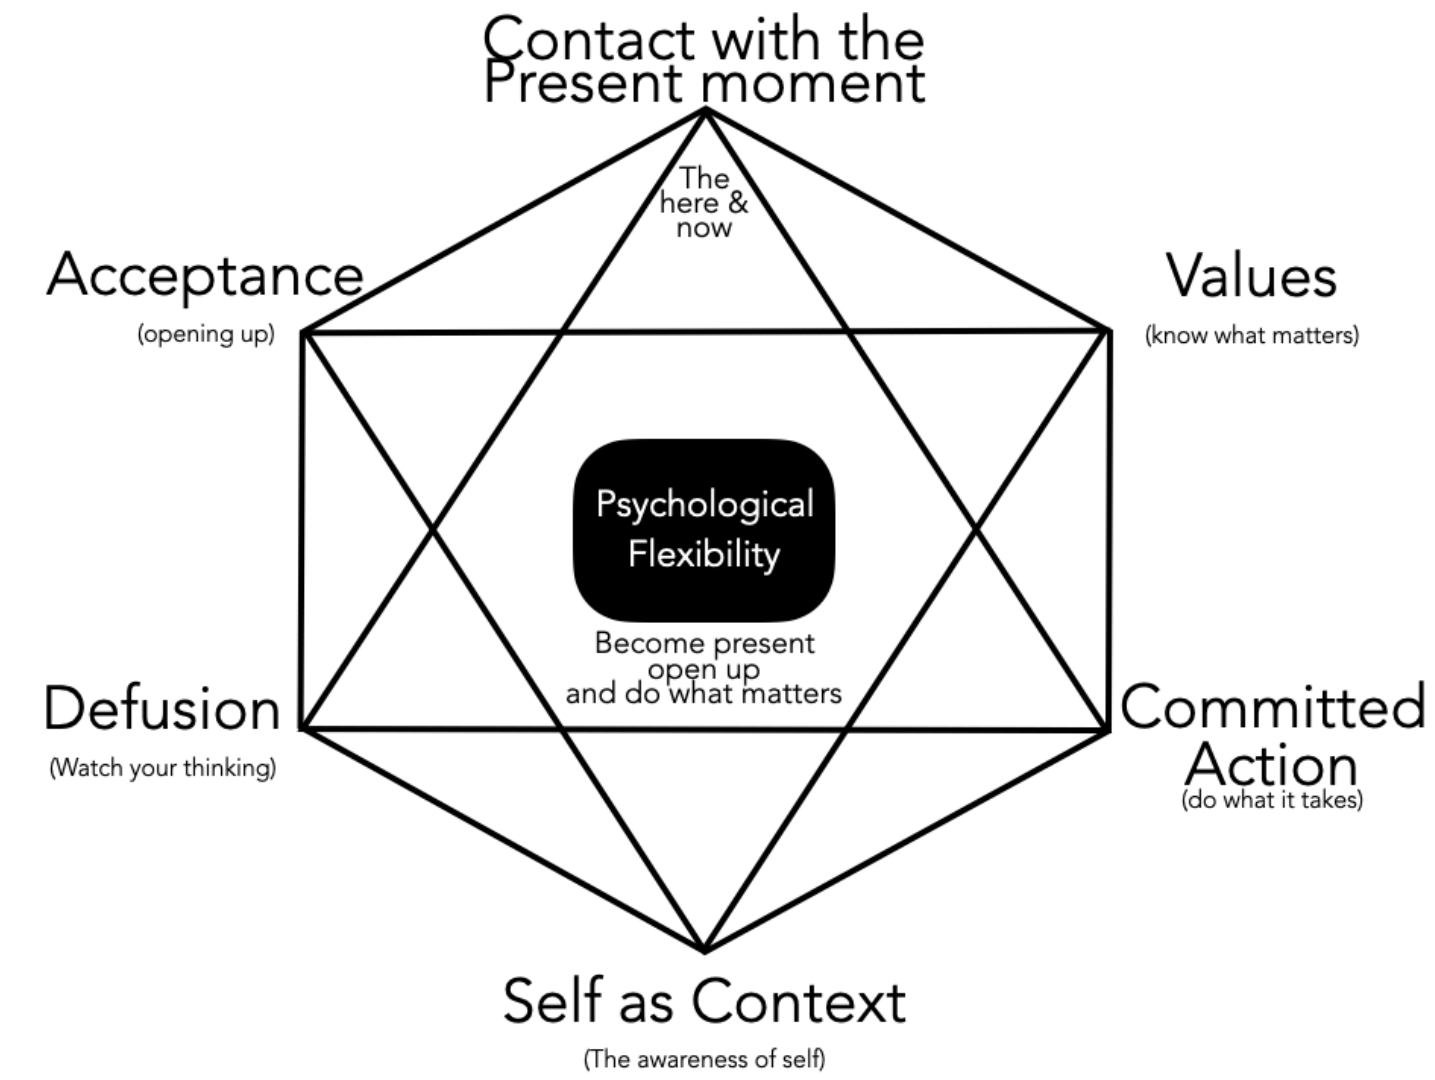 Contact with the
Present moment
The
here &
now
Acceptance
(opening up)
Values
(know what matters)
Psychological
Flexibility
Become present
open up
and do what matters
Defusion
(Watch your thinking)
Committed
Action
(do what it takes)
Self as Context
(The awareness of self)